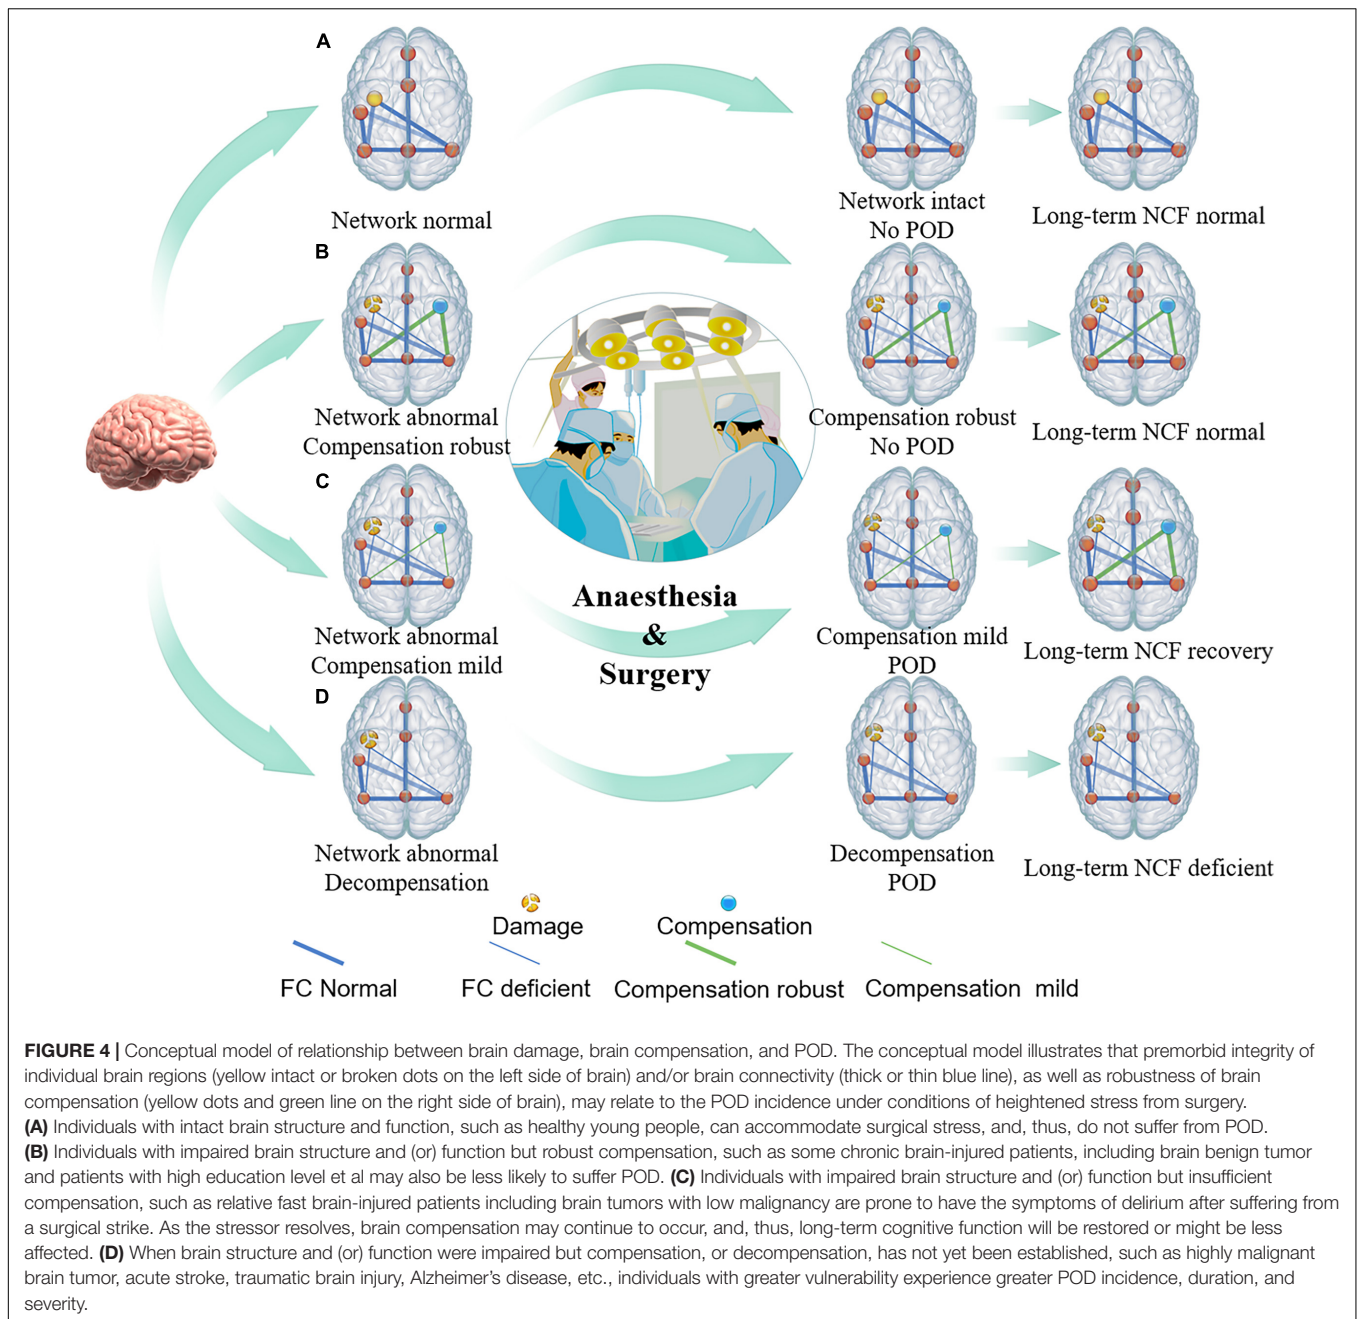 A
Network normal
Network intact
No POD
Long-term NCF normal
B
Network abnormal
Compensation robust
Compensation robust
No POD
Long-term NCF normal
C
Network abnormal
Compensation mild
Anaesthesia
&
Surgery
Compensation mild
POD
Long-term NCF recovery
D
Network abnormal
Decompensation
Decompensation
POD
Long-term NCF deficient
Damage
Compensation
FC Normal
FC deficient
Compensation robust
Compensation mild
FIGURE 4 | Conceptual model of relationship between brain damage, brain compensation, and POD. The conceptual model illustrates that premorbid integrity of
individual brain regions (yellow intact or broken dots on the left side of brain) and/or brain connectivity (thick or thin blue line), as well as robustness of brain
compensation (yellow dots and green line on the right side of brain), may relate to the POD incidence under conditions of heightened stress from surgery.
(A) Individuals with intact brain structure and function, such as healthy young people, can accommodate surgical stress, and, thus, do not suffer from POD.
(B) Individuals with impaired brain structure and (or) function but robust compensation, such as some chronic brain-injured patients, including brain benign tumor
and patients with high education level et al may also be less likely to suffer POD. (C) Individuals with impaired brain structure and (or) function but insufficient
compensation, such as relative fast brain-injured patients including brain tumors with low malignancy are prone to have the symptoms of delirium after suffering from
a surgical strike. As the stressor resolves, brain compensation may continue to occur, and, thus, long-term cognitive function will be restored or might be less
affected. (D) When brain structure and (or) function were impaired but compensation, or decompensation, has not yet been established, such as highly malignant
brain tumor, acute stroke, traumatic brain injury, Alzheimer's disease, etc., individuals with greater vulnerability experience greater POD incidence, duration, and
severity.